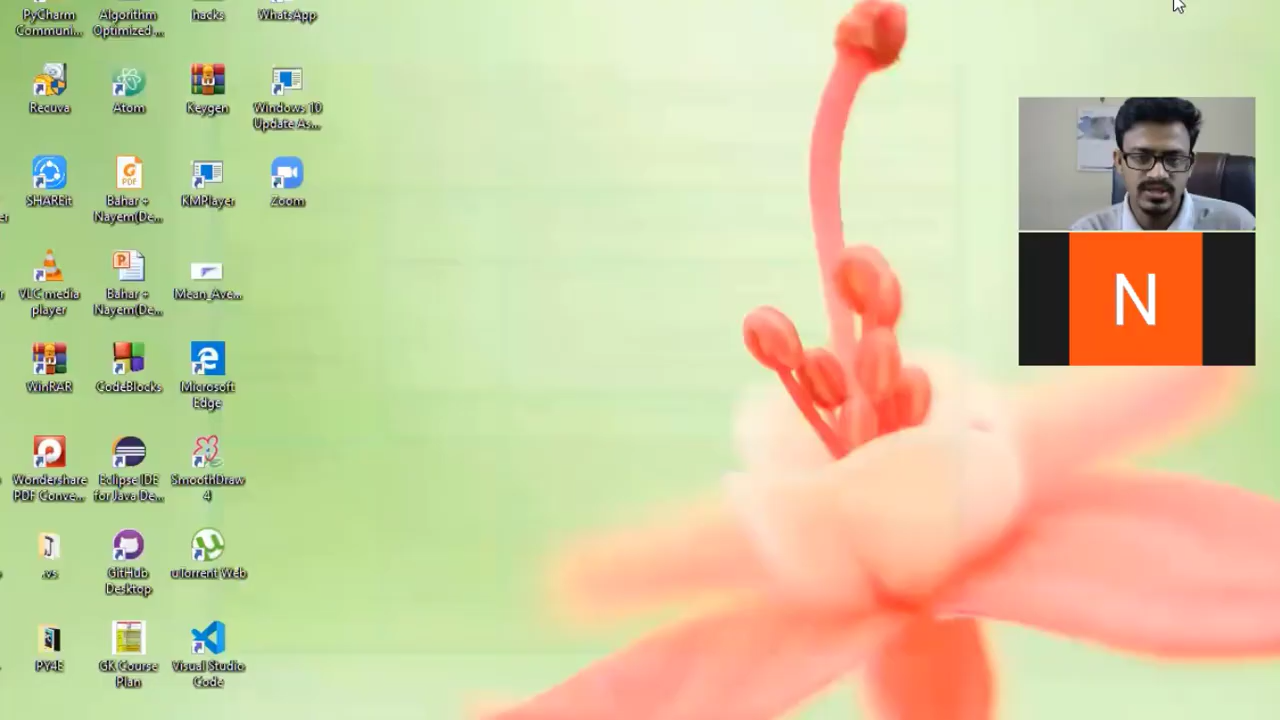 PyCharm
Communi...
Algorithm
Optimized ...
hacks
WhatsApp
Recuva
Atom
Keygen
Windows 10
Update As...
SHAREit
PDF
Bahar +
Nayem(De...
KMPlayer
Zoom
VLC media
player
Bahar +
Nayem(De...
Mean_Ave...
WinRAR
CodeBlocks
Microsoft
Edge
Wondershare
PDF Conve...
Eclipse IDE
for Java De...
SmoothDraw
4
.vs
GitHub
Desktop
uTorrent Web
PY4E
GK Course
Plan
Visual Studio
Code
N